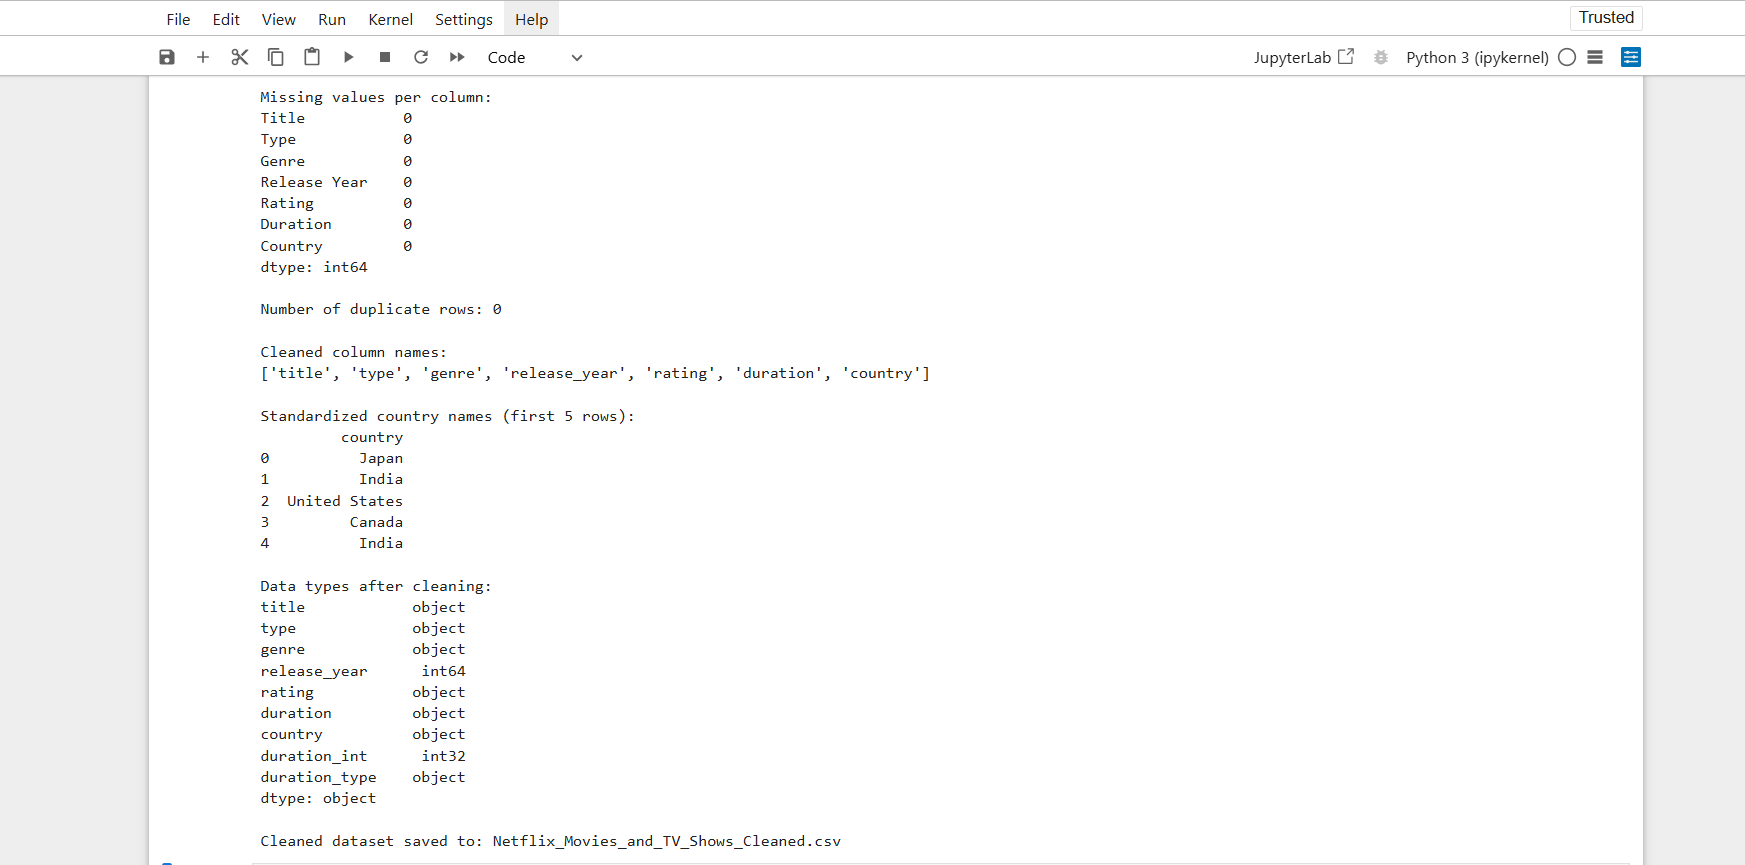 File Edit View Run Kernel Settings Help
Trusted
Code
JupyterLab
Python 3 (ipykernel)
Missing values per column:
Title           0
Type            0
Genre           0
Release Year    0
Rating          0
Duration        0
Country         0
dtype: int64
Number of duplicate rows: 0
Cleaned column names:
['title', 'type', 'genre', 'release_year', 'rating', 'duration', 'country']
Standardized country names (first 5 rows):
         country
0          Japan
1          India
2  United States
3         Canada
4          India
Data types after cleaning:
title            object
type             object
genre            object
release_year      int64
rating           object
duration         object
country          object
duration_int      int32
duration_type    object
dtype: object
Cleaned dataset saved to: Netflix_Movies_and_TV_Shows_Cleaned.csv